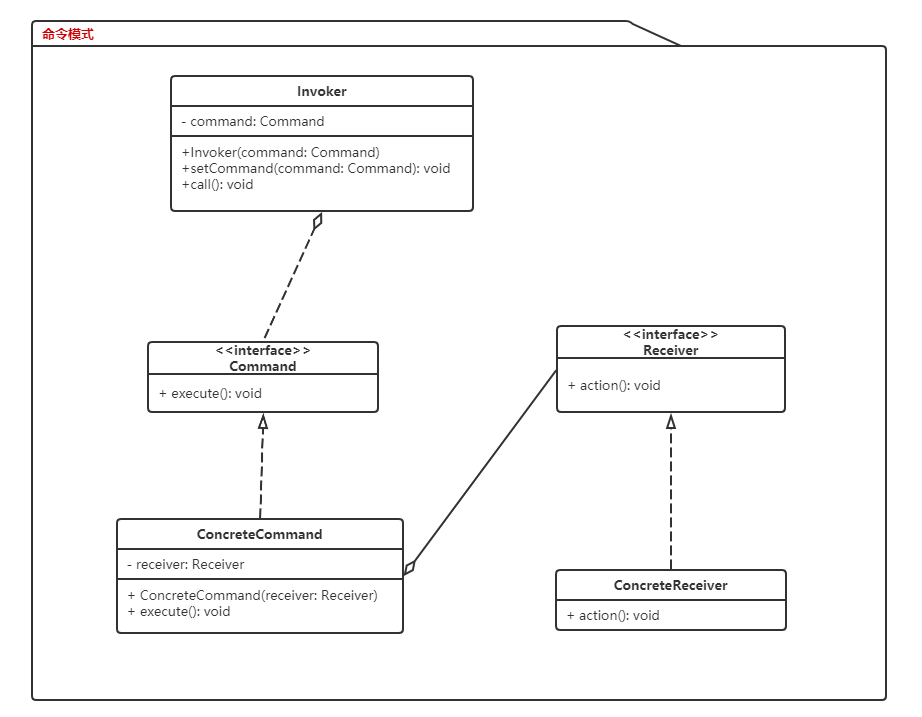 命令模式
Invoker
- command: Command
+Invoker(command: Command)
+setCommand(command: Command): void
+call(): void
<<interface>>
Command
+ execute(): void
<<interface>>
Receiver
+ action(): void
ConcreteCommand
- receiver: Receiver
+ ConcreteCommand(receiver: Receiver)
+ execute(): void
ConcreteReceiver
+ action(): void